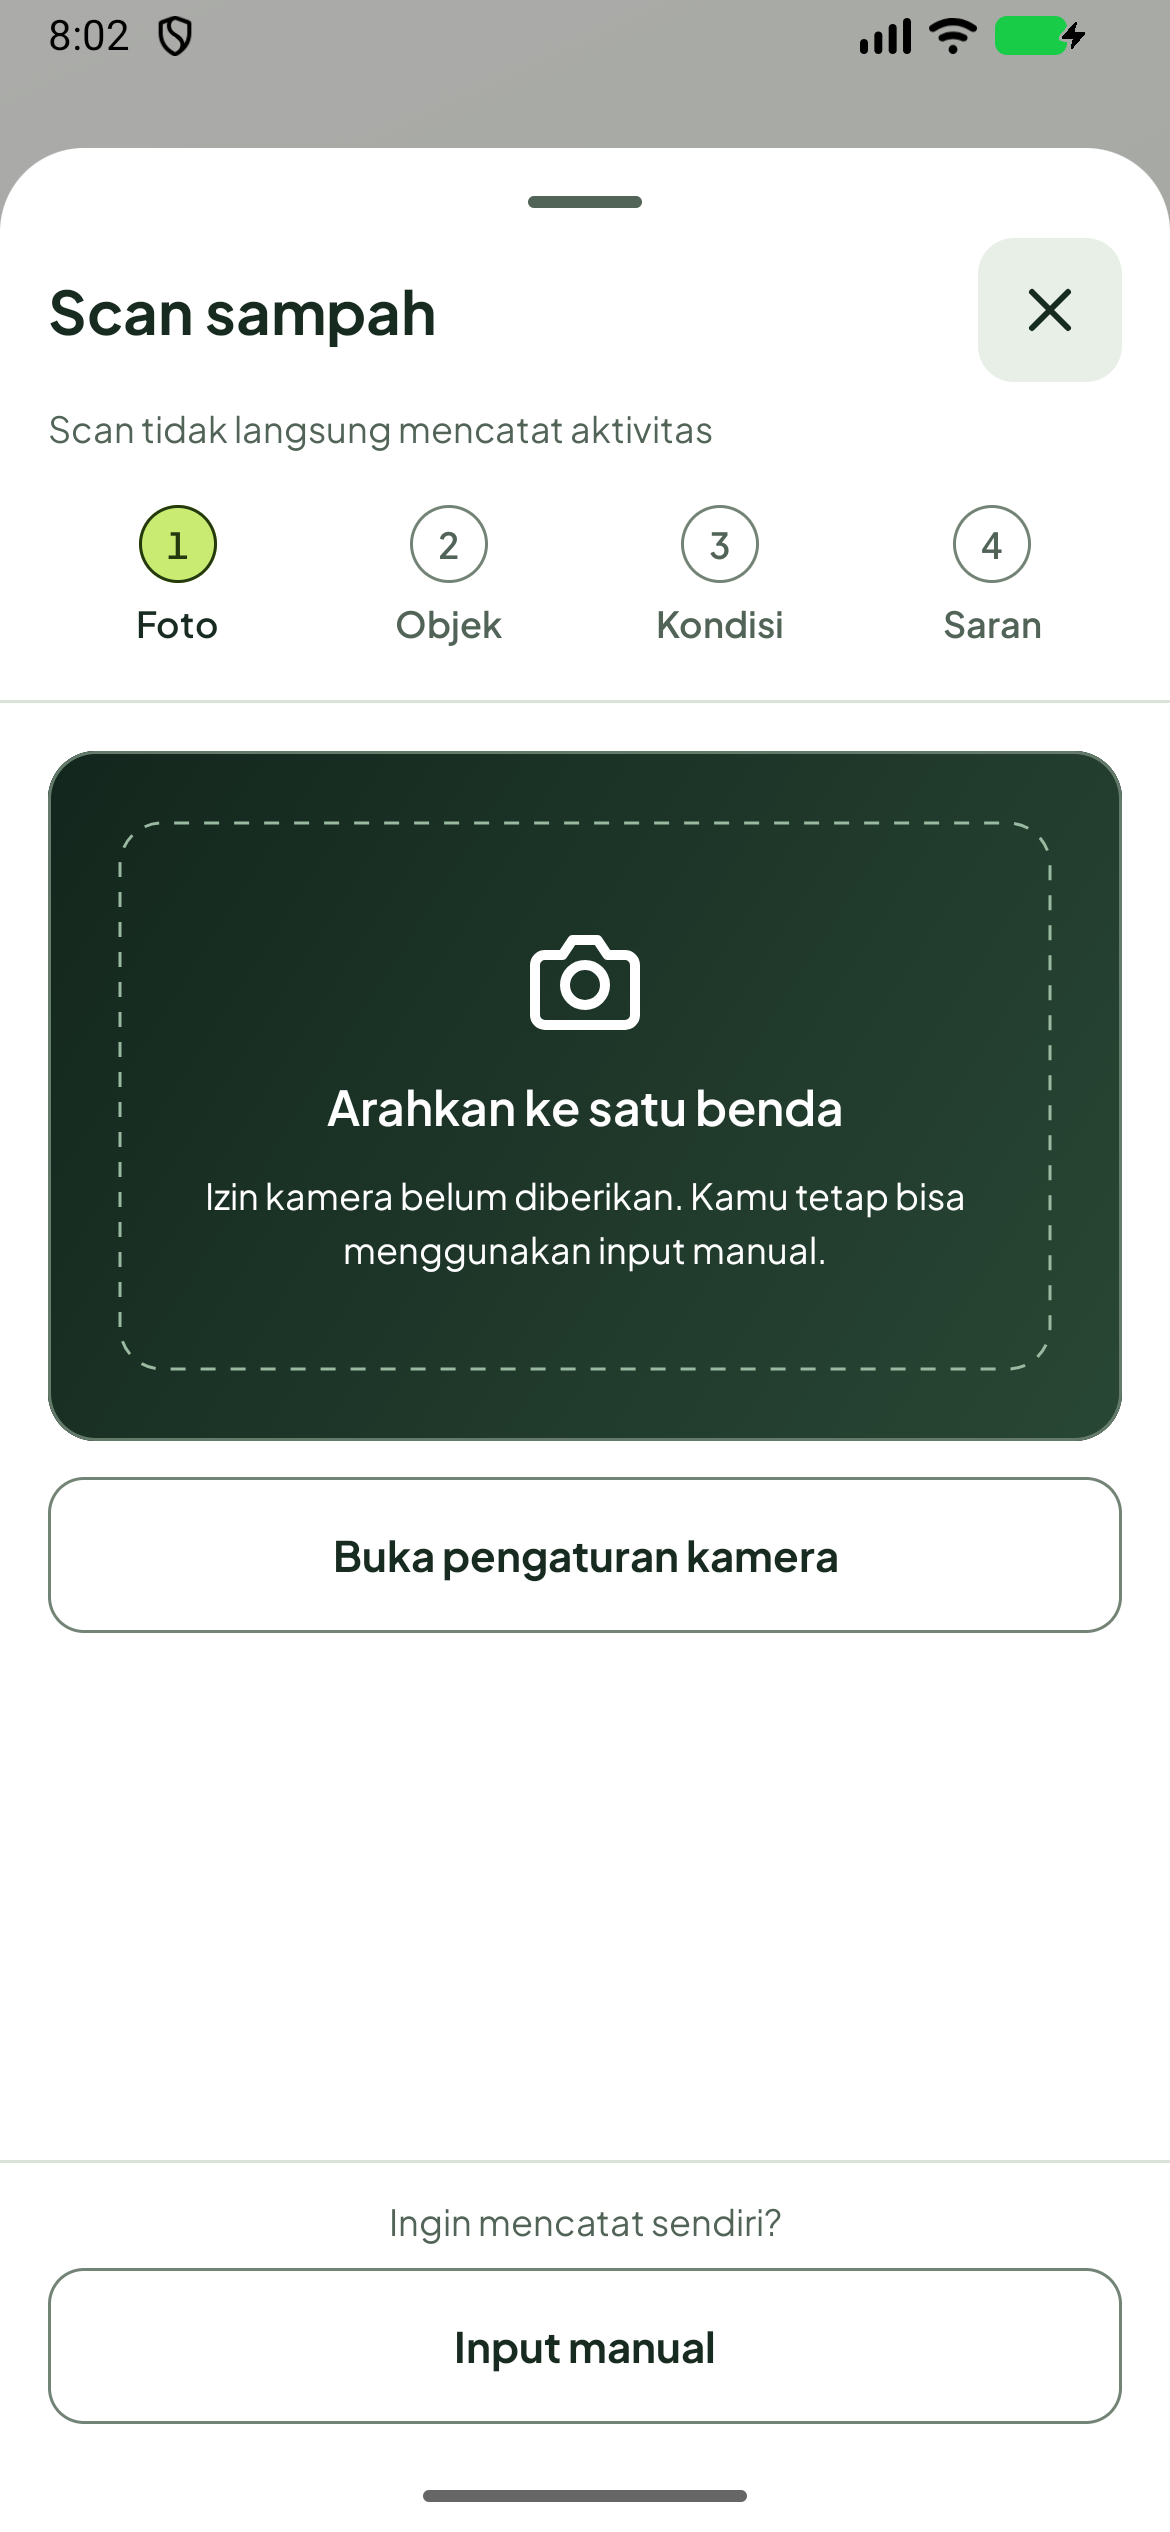 8:02
Scan sampah
Scan tidak langsung mencatat aktivitas
1
2
3
4
Foto
Objek
Kondisi
Saran
Arahkan ke satu benda
Izin kamera belum diberikan. Kamu tetap bisa
menggunakan input manual.
Buka pengaturan kamera
Ingin mencatat sendiri?
Input manual